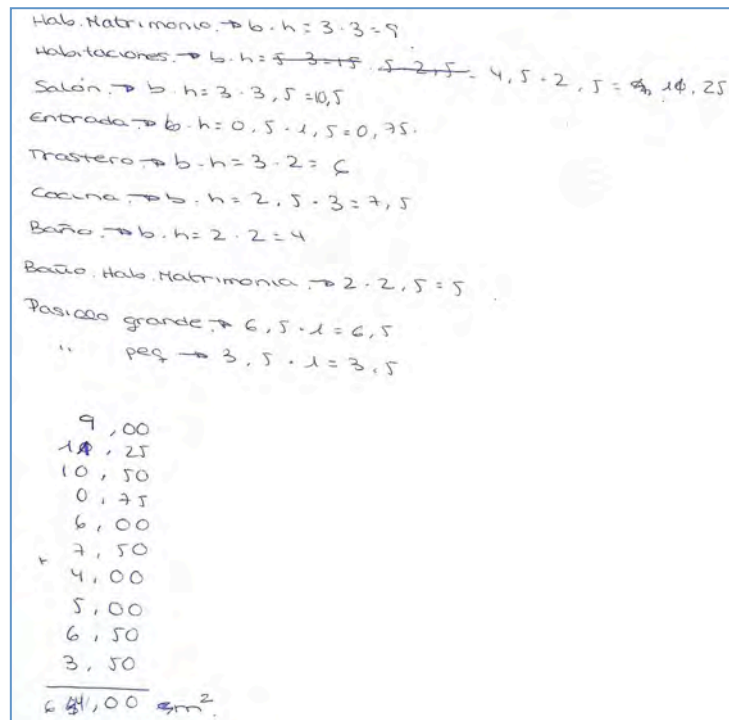 Hab. Matrimonio. → b. h = 3 · 3 = 9
Habitaciones. → b. h = 5 · 3 = 15 . 5 · 2,5 = 4,5 · 2,5 = 11,25
Salón. → b. h = 3 · 3,5 = 10,5
Entrada → b. h = 0,5 · 1,5 = 0,75.
Trastero → b. h = 3 · 2 = 6
Cocina. → b. h = 2,5 · 3 = 7,5
Baño. → b. h = 2 · 2 = 4
Baño. Hab. Matrimonia. → 2 · 2,5 = 5
Pasillo grande. → 6,5 · 1 = 6,5
" peq → 3,5 · 1 = 3,5
9,00
11,25
10,50
0,75
6,00
7,50
+ 4,00
5,00
6,50
3,50
64,00 m²